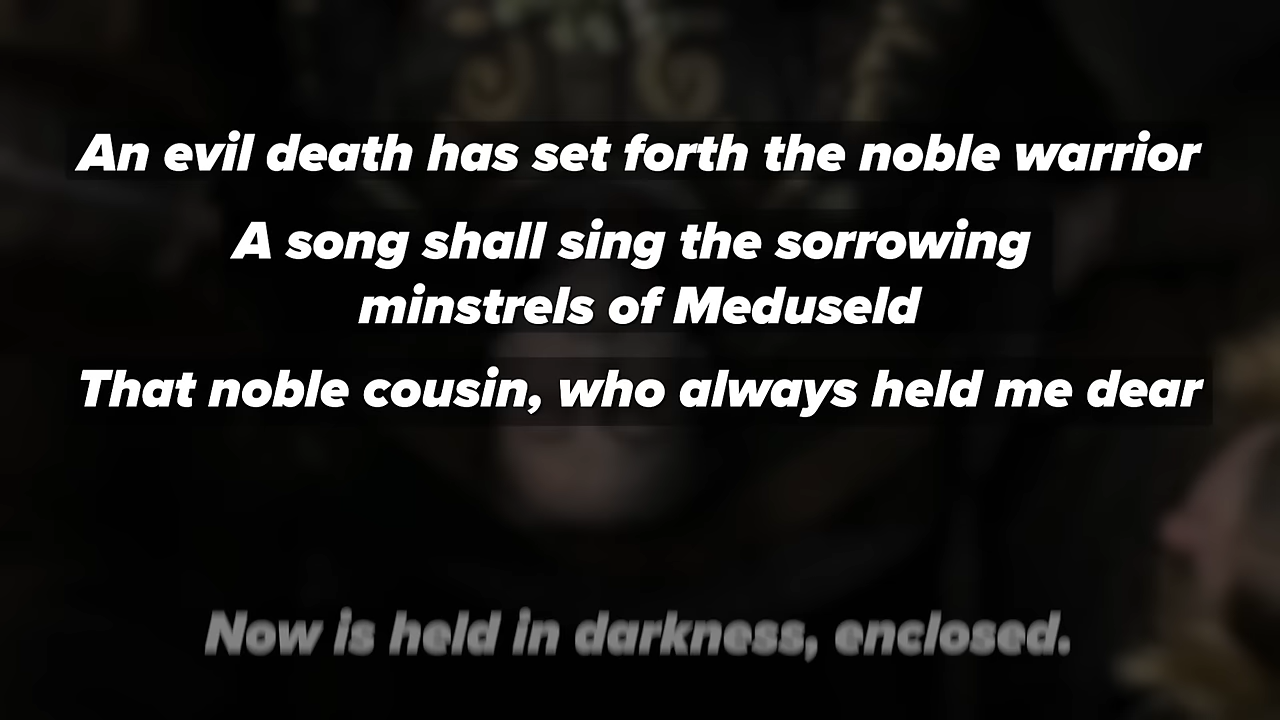 An evil death has set forth the noble warrior
A song shall sing the sorrowing
minstrels of Meduseld
That noble cousin, who always held me dear
Now is held in darkness, enclosed.